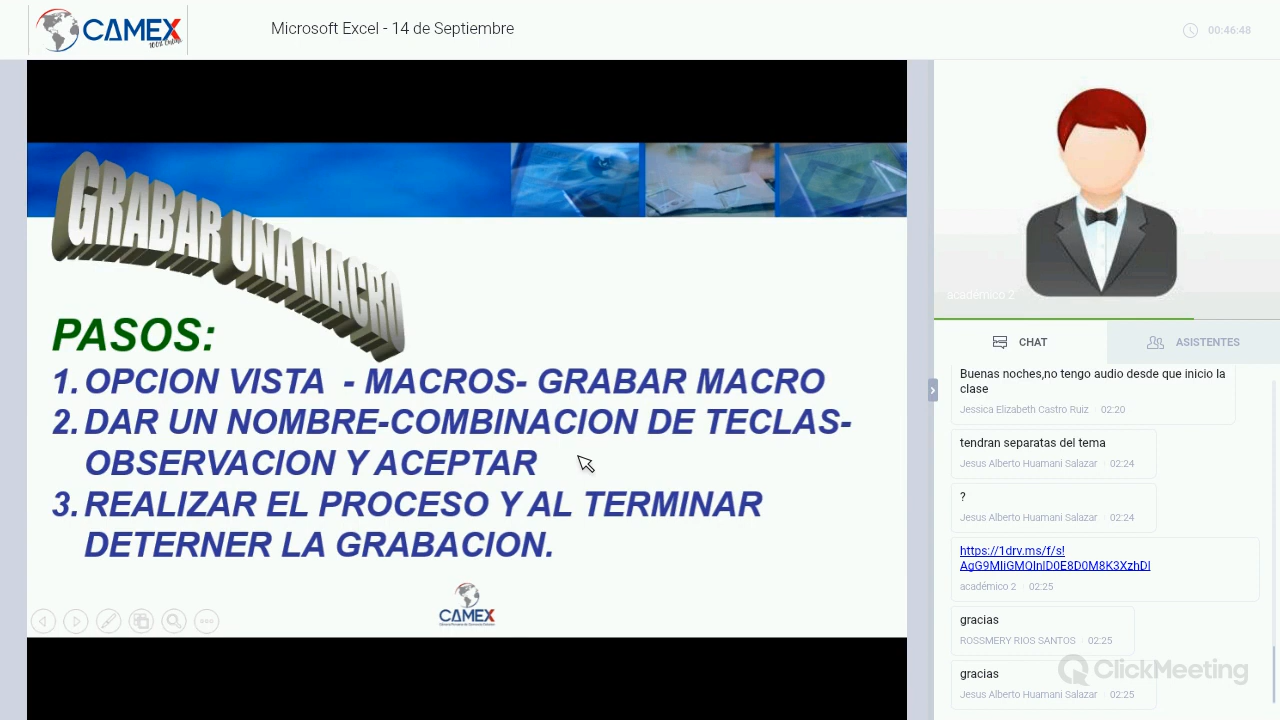 CAMEX
100% Online
Microsoft Excel - 14 de Septiembre
00:46:48
GRABAR UNA MACRO
PASOS:
1. OPCION VISTA - MACROS- GRABAR MACRO
2. DAR UN NOMBRE-COMBINACION DE TECLAS-
OBSERVACION Y ACEPTAR
3. REALIZAR EL PROCESO Y AL TERMINAR
DETERNER LA GRABACION.
CAMEX
académico 2
CHAT
ASISTENTES
Buenas noches,no tengo audio desde que inicio la
clase
Jessica Elizabeth Castro Ruiz 02:20
tendran separatas del tema
Jesus Alberto Huamani Salazar 02:24
?
Jesus Alberto Huamani Salazar 02:24
https://1drv.ms/f/s!
académico 2 02:25
gracias
ROSSMERY RIOS SANTOS 02:25
gracias
Jesus Alberto Huamani Salazar 02:25
ClickMeeting